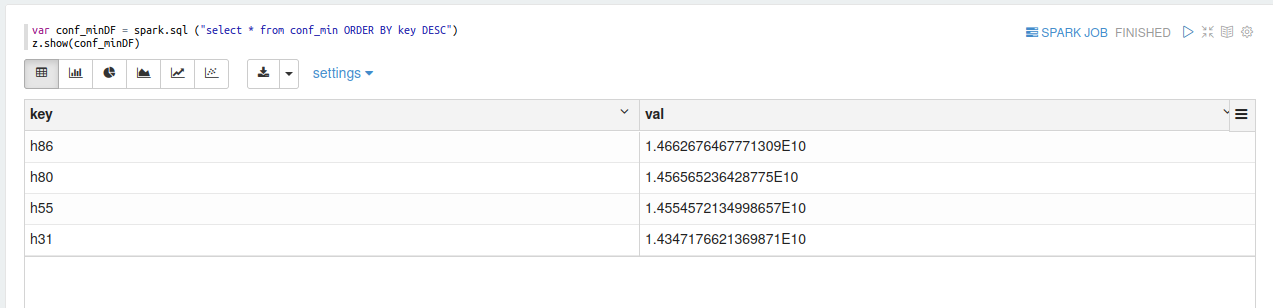 var conf_minDF = spark.sql ("select * from conf_min ORDER BY key DESC")
SPARK JOB FINISHED
z.show(conf_minDF)
settings
key val
h86 1.4662676467771309E10
h80 1.456565236428775E10
h55 1.4554572134998657E10
h31 1.4347176621369871E10